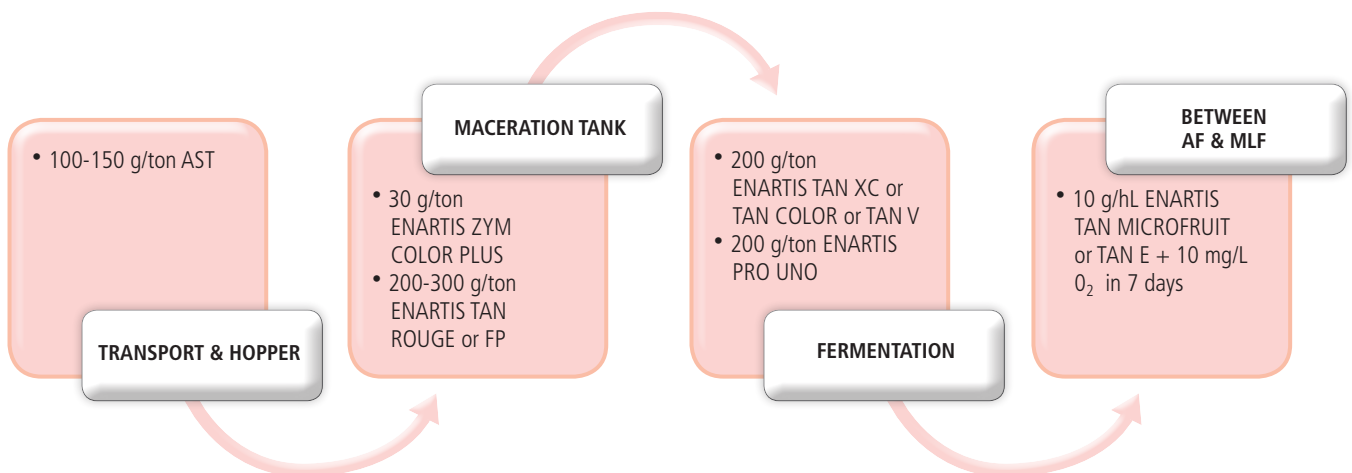 • 100-150 g/ton AST
TRANSPORT & HOPPER
MACERATION TANK
• 30 g/ton
ENARTIS ZYM
COLOR PLUS
• 200-300 g/ton
ENARTIS TAN
ROUGE or FP
• 200 g/ton
ENARTIS TAN XC or
TAN COLOR or TAN V
• 200 g/ton ENARTIS
PRO UNO
FERMENTATION
BETWEEN
AF & MLF
• 10 g/hL ENARTIS
TAN MICROFRUIT
or TAN E + 10 mg/L
0₂ in 7 days